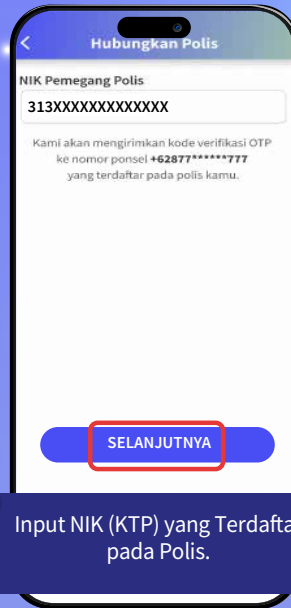 Hubungkan Polis
NIK Pemegang Polis
313XXXXXXXXXXXXX
Kami akan mengirimkan kode verifikasi OTP
ke nomor ponsel +62877******777
yang terdaftar pada polis kamu.
SELANJUTNYA
Input NIK (KTP) yang Terdafta
pada Polis.